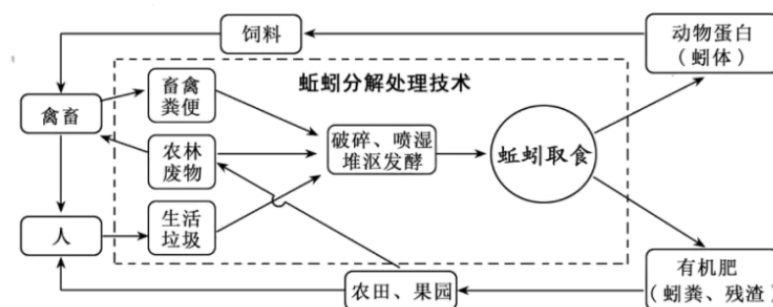 饲料
动物蛋白
（蚓体）
蚯蚓分解处理技术
畜禽
粪便
禽畜
农林
废物
破碎、喷湿
堆沤发酵
蚯蚓取食
人
生活
垃圾
农田、果园
有机肥
（蚓粪、残渣）